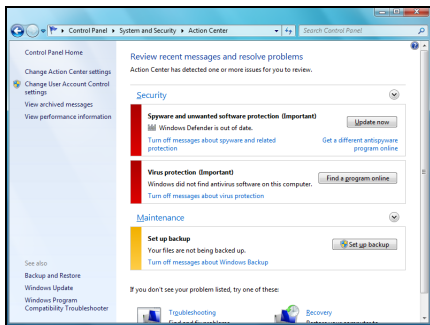 Control Panel ▸ System and Security ▸ Action Center
Search Control Panel
Control Panel Home
Change Action Center settings
Change User Account Control
settings
View archived messages
View performance information
See also
Backup and Restore
Windows Update
Windows Program
Compatibility Troubleshooter
Review recent messages and resolve problems
Action Center has detected one or more issues for you to review.
Security
Spyware and unwanted software protection (Important)
Windows Defender is out of date.
Update now
Turn off messages about spyware and related
protection
Get a different antispyware
program online
Virus protection (Important)
Windows did not find antivirus software on this computer.
Find a program online
Turn off messages about virus protection
Maintenance
Set up backup
Your files are not being backed up.
Set up backup
Turn off messages about Windows Backup
If you don't see your problem listed, try one of these:
Troubleshooting
Find and fix problems
Recovery